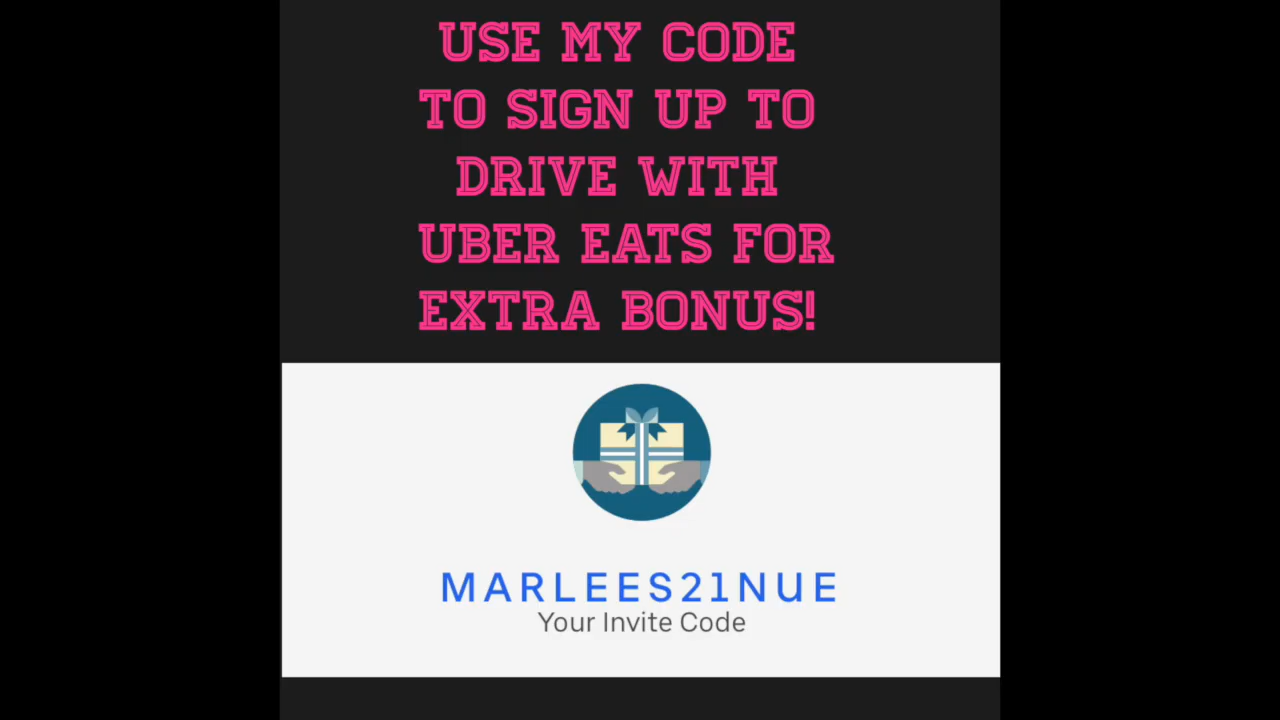 USE MY CODE
TO SIGN UP TO
DRIVE WITH
UBER EATS FOR
EXTRA BONUS!
MARLEES21NUE
Your Invite Code